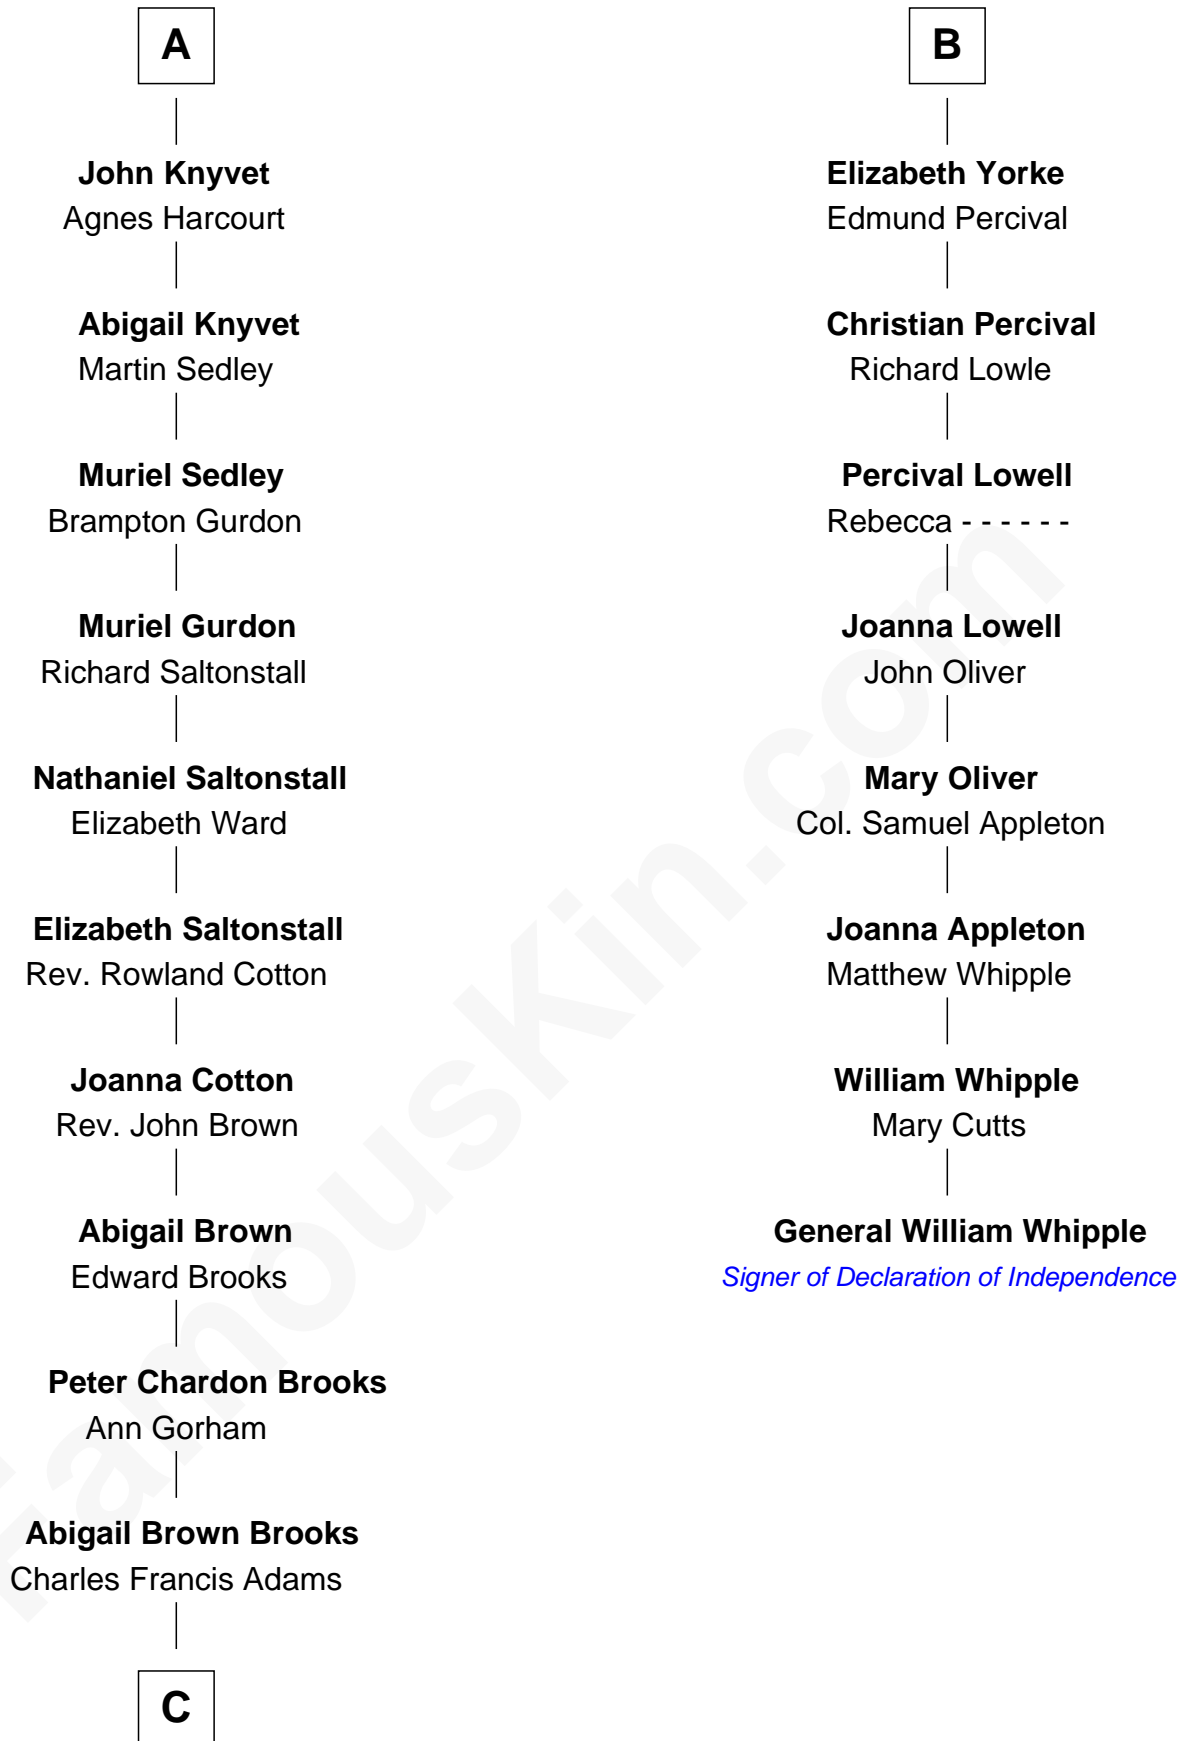 A
John Knyvet
Agnes Harcourt
Abigail Knyvet
Martin Sedley
Muriel Sedley
Brampton Gurdon
Muriel Gurdon
Richard Saltonstall
Nathaniel Saltonstall
Elizabeth Ward
Elizabeth Saltonstall
Rev. Rowland Cotton
Joanna Cotton
Rev. John Brown
Abigail Brown
Edward Brooks
Peter Chardon Brooks
Ann Gorham
Abigail Brown Brooks
Charles Francis Adams
C
B
Elizabeth Yorke
Edmund Percival
Christian Percival
Richard Lowle
Percival Lowell
Rebecca - - - - - -
Joanna Lowell
John Oliver
Mary Oliver
Col. Samuel Appleton
Joanna Appleton
Matthew Whipple
William Whipple
Mary Cutts
General William Whipple
Signer of Declaration of Independence
FamousKin.com